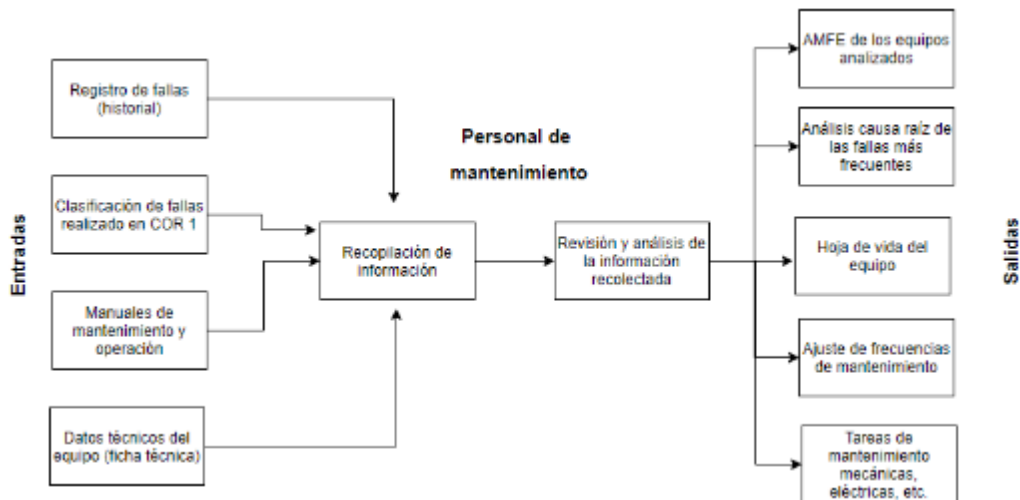 Entradas
Registro de fallas
(historial)
Clasificación de fallas
realizado en COR 1
Manuales de
mantenimiento y
operación
Datos técnicos del
equipo (ficha técnica)
Personal de
mantenimiento
Recopilación de
información
Revisión y análisis de
la información
recolectada
AMFE de los equipos
analizados
Análisis causa raíz de
las fallas más
frecuentes
Hoja de vida del
equipo
Ajuste de frecuencias
de mantenimiento
Tareas de
mantenimiento
mecánicas,
eléctricas, etc.
Salidas